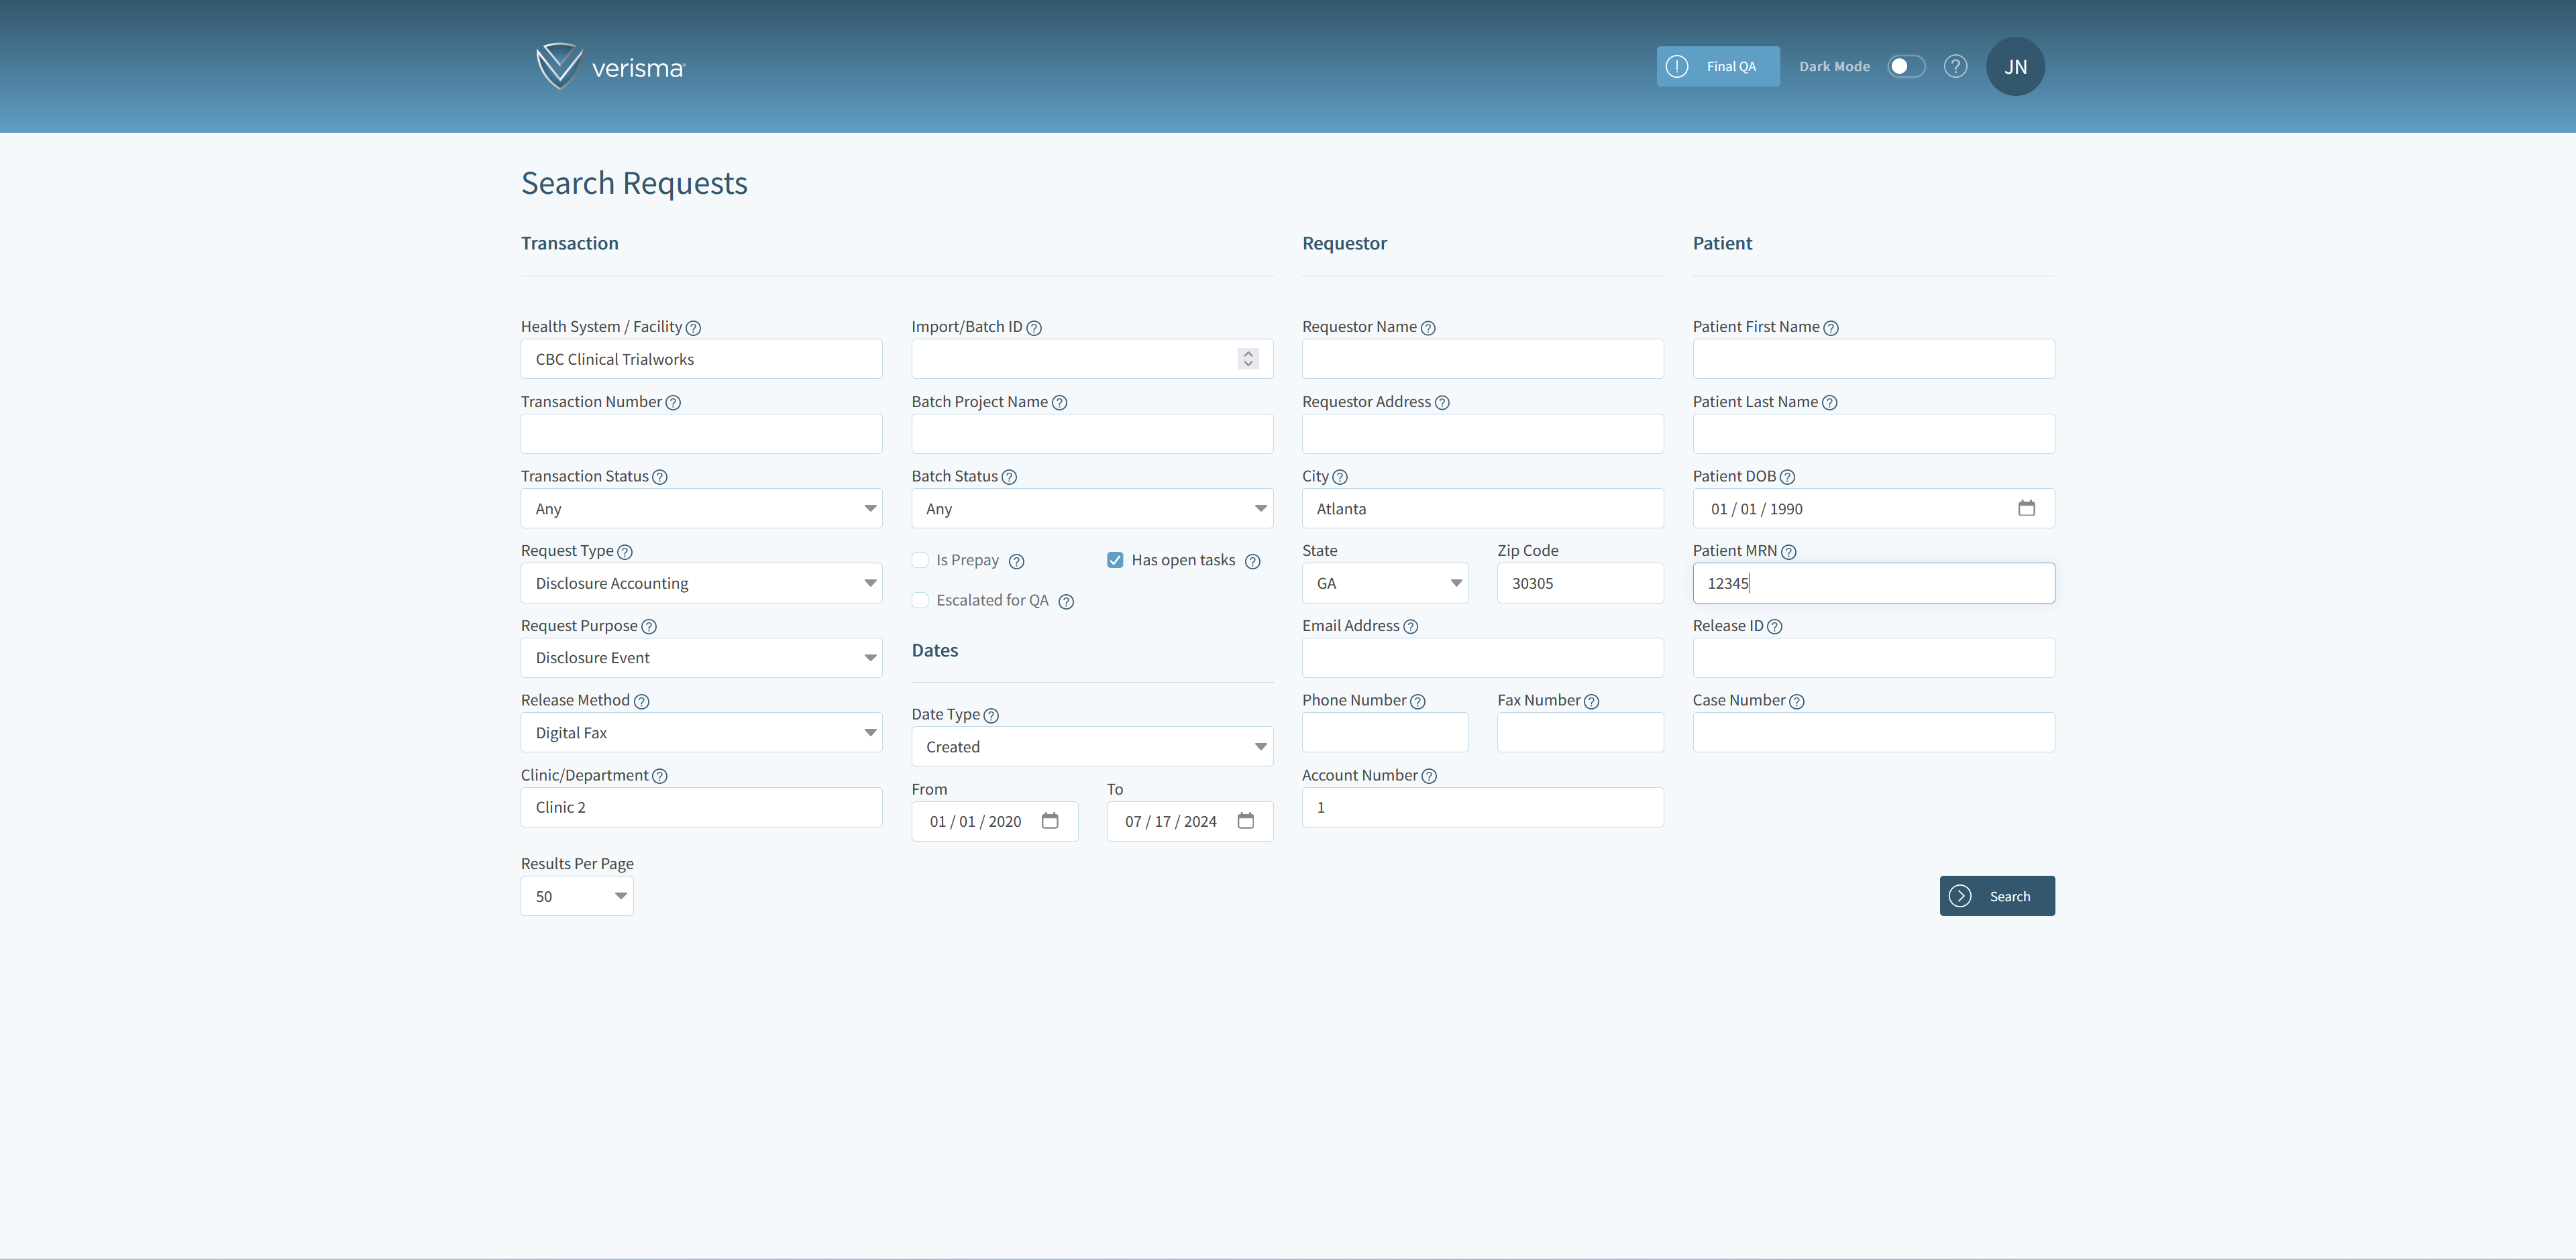 verisma
Final QA
Dark Mode
JN
Search Requests
Transaction
Health System / Facility
CBC Clinical Trialworks
Transaction Number
Transaction Status
Any
Request Type
Disclosure Accounting
Request Purpose
Disclosure Event
Release Method
Digital Fax
Clinic/Department
Clinic 2
Results Per Page
50
Import/Batch ID
Batch Project Name
Batch Status
Any
Is Prepay
Has open tasks
Escalated for QA
Dates
Date Type
Created
From
To
01 / 01 / 2020
07 / 17 / 2024
Requestor
Requestor Name
Requestor Address
City
Atlanta
State
Zip Code
GA
30305
Email Address
Phone Number
Fax Number
Account Number
1
Patient
Patient First Name
Patient Last Name
Patient DOB
01 / 01 / 1990
Patient MRN
12345
Release ID
Case Number
Search